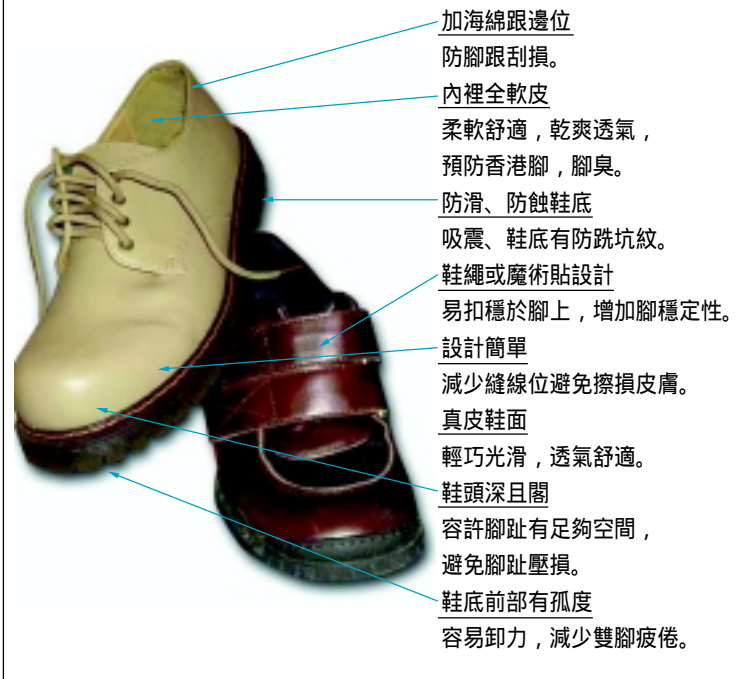 加海綿跟邊位
防腳跟刮損。
內裡全軟皮
柔軟舒適，乾爽透氣，
預防香港腳，腳臭。
防滑、防蝕鞋底
吸震、鞋底有防跣坑紋。
鞋繩或魔術貼設計
易扣穩於腳上，增加腳穩定性。
設計簡單
減少縫線位避免擦損皮膚。
真皮鞋面
輕巧光滑，透氣舒適。
鞋頭深且闊
容許腳趾有足夠空間，
避免腳趾壓損。
鞋底前部有孤度
容易卸力，減少雙腳疲倦。